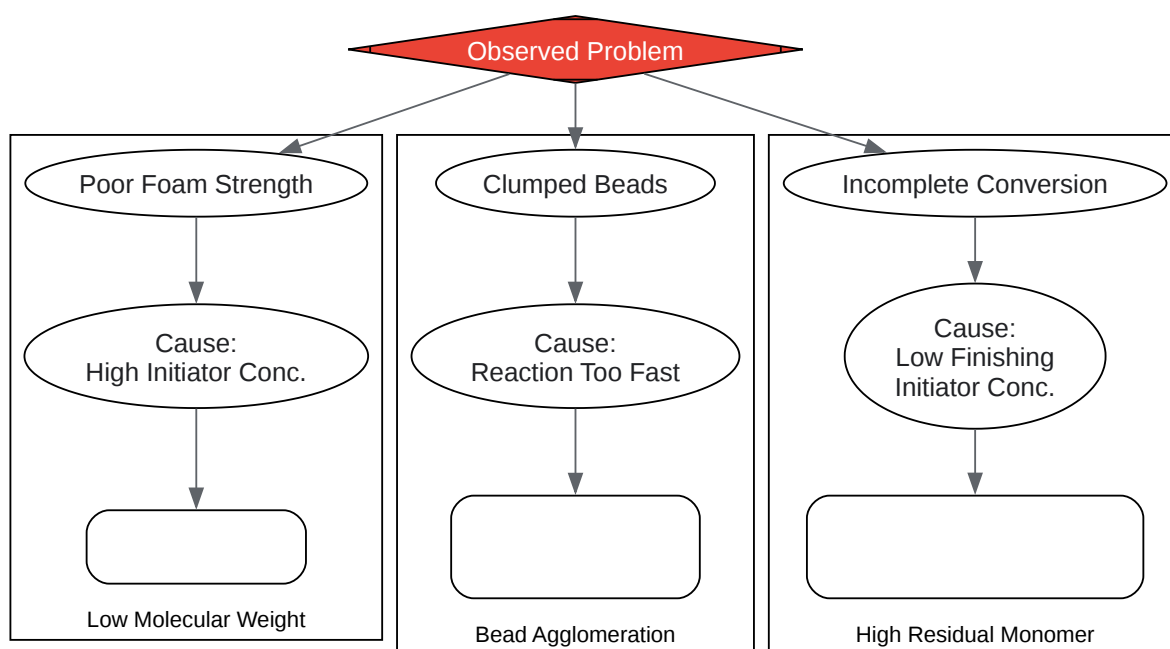 Observed Problem
Poor Foam Strength
Clumped Beads
Incomplete Conversion
Cause:
High Initiator Conc.
Cause:
Reaction Too Fast
Cause:
Low Finishing
Initiator Conc.
Low Molecular Weight
Bead Agglomeration
High Residual Monomer